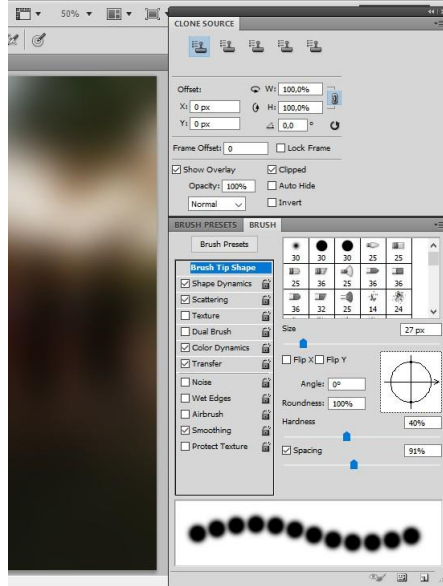 50%
CLONE SOURCE
Offset: W: 100,0%
X: 0 px H: 100,0%
Y: 0 px 0,0 °
Frame Offset: 0 Lock Frame
Show Overlay Clipped
Opacity: 100% Auto Hide
Normal Invert
BRUSH PRESETS BRUSH
Brush Presets
Brush Tip Shape
Shape Dynamics
Scattering
Texture
Dual Brush
Color Dynamics
Transfer
Noise
Wet Edges
Airbrush
Smoothing
Protect Texture
30 30 30 25 25
25 36 25 36 36
36 32 25 14 24
Size 27 px
Flip X Flip Y
Angle: 0°
Roundness: 100%
Hardness 40%
Spacing 91%